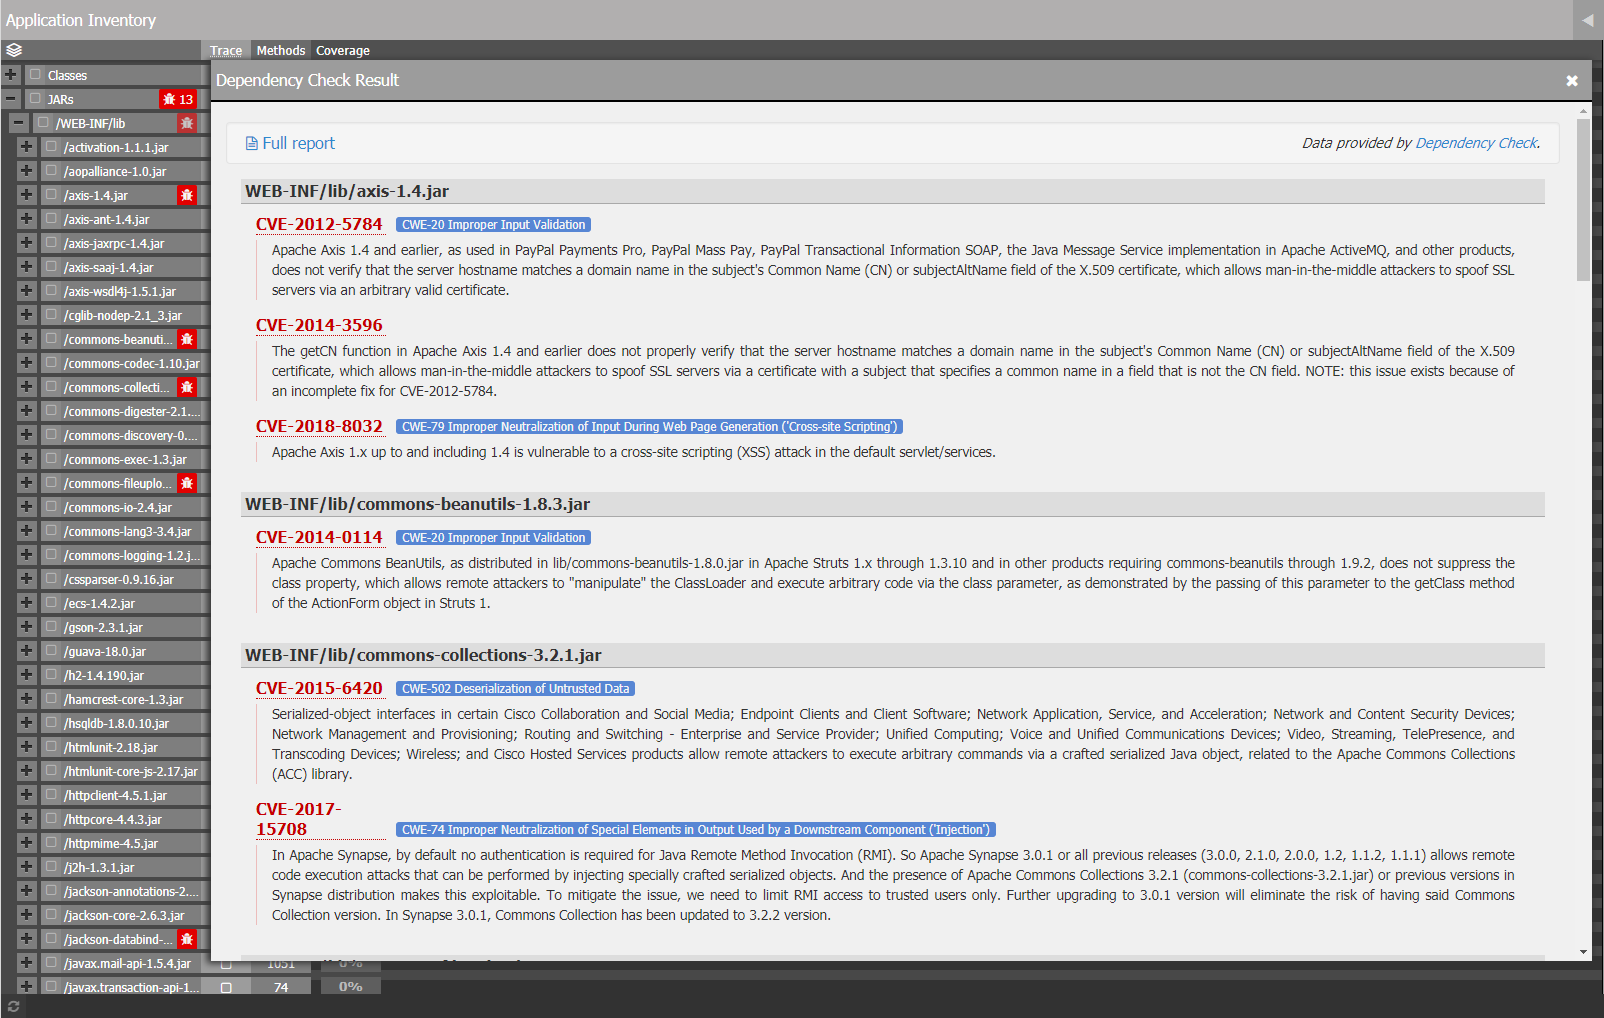 Application Inventory
Trace Methods Coverage
Classes
JARs 13
/WEB-INF/lib
/activation-1.1.1.jar
/aopalliance-1.0.jar
/axis-1.4.jar
/axis-ant-1.4.jar
/axis-jaxrpc-1.4.jar
/axis-saaj-1.4.jar
/axis-wsdl4j-1.5.1.jar
/cglib-nodep-2.1_3.jar
/commons-beanuti...
/commons-codec-1.10.jar
/commons-collecti...
/commons-digester-2.1....
/commons-discovery-0....
/commons-exec-1.3.jar
/commons-fileuplo...
/commons-io-2.4.jar
/commons-lang3-3.4.jar
/commons-logging-1.2.j...
/cssparser-0.9.16.jar
/ecs-1.4.2.jar
/gson-2.3.1.jar
/guava-18.0.jar
/h2-1.4.190.jar
/hamcrest-core-1.3.jar
/hsqldb-1.8.0.10.jar
/htmlunit-2.18.jar
/htmlunit-core-js-2.17.jar
/httpclient-4.5.1.jar
/httpcore-4.4.3.jar
/httpmime-4.5.jar
/j2h-1.3.1.jar
/jackson-annotations-2....
/jackson-core-2.6.3.jar
/jackson-databind-...
/javax.mail-api-1.5.4.jar 1051 0%
/javax.transaction-api-1... 74 0%
Dependency Check Result
Full report
Data provided by Dependency Check.
WEB-INF/lib/axis-1.4.jar
CVE-2012-5784 CWE-20 Improper Input Validation
Apache Axis 1.4 and earlier, as used in PayPal Payments Pro, PayPal Mass Pay, PayPal Transactional Information SOAP, the Java Message Service implementation in Apache ActiveMQ, and other products,
does not verify that the server hostname matches a domain name in the subject's Common Name (CN) or subjectAltName field of the X.509 certificate, which allows man-in-the-middle attackers to spoof SSL
servers via an arbitrary valid certificate.
CVE-2014-3596
The getCN function in Apache Axis 1.4 and earlier does not properly verify that the server hostname matches a domain name in the subject's Common Name (CN) or subjectAltName field of the X.509
certificate, which allows man-in-the-middle attackers to spoof SSL servers via a certificate with a subject that specifies a common name in a field that is not the CN field. NOTE: this issue exists because of
an incomplete fix for CVE-2012-5784.
CVE-2018-8032 CWE-79 Improper Neutralization of Input During Web Page Generation ('Cross-site Scripting')
Apache Axis 1.x up to and including 1.4 is vulnerable to a cross-site scripting (XSS) attack in the default servlet/services.
WEB-INF/lib/commons-beanutils-1.8.3.jar
CVE-2014-0114 CWE-20 Improper Input Validation
Apache Commons BeanUtils, as distributed in lib/commons-beanutils-1.8.0.jar in Apache Struts 1.x through 1.3.10 and in other products requiring commons-beanutils through 1.9.2, does not suppress the
class property, which allows remote attackers to "manipulate" the ClassLoader and execute arbitrary code via the class parameter, as demonstrated by the passing of this parameter to the getClass method
of the ActionForm object in Struts 1.
WEB-INF/lib/commons-collections-3.2.1.jar
CVE-2015-6420 CWE-502 Deserialization of Untrusted Data
Serialized-object interfaces in certain Cisco Collaboration and Social Media; Endpoint Clients and Client Software; Network Application, Service, and Acceleration; Network and Content Security Devices;
Network Management and Provisioning; Routing and Switching - Enterprise and Service Provider; Unified Computing; Voice and Unified Communications Devices; Video, Streaming, TelePresence, and
Transcoding Devices; Wireless; and Cisco Hosted Services products allow remote attackers to execute arbitrary commands via a crafted serialized Java object, related to the Apache Commons Collections
(ACC) library.
CVE-2017-
15708 CWE-74 Improper Neutralization of Special Elements in Output Used by a Downstream Component ('Injection')
In Apache Synapse, by default no authentication is required for Java Remote Method Invocation (RMI). So Apache Synapse 3.0.1 or all previous releases (3.0.0, 2.1.0, 2.0.0, 1.2, 1.1.2, 1.1.1) allows remote
code execution attacks that can be performed by injecting specially crafted serialized objects. And the presence of Apache Commons Collections 3.2.1 (commons-collections-3.2.1.jar) or previous versions in
Synapse distribution makes this exploitable. To mitigate the issue, we need to limit RMI access to trusted users only. Further upgrading to 3.0.1 version will eliminate the risk of having said Commons
Collection version. In Synapse 3.0.1, Commons Collection has been updated to 3.2.2 version.